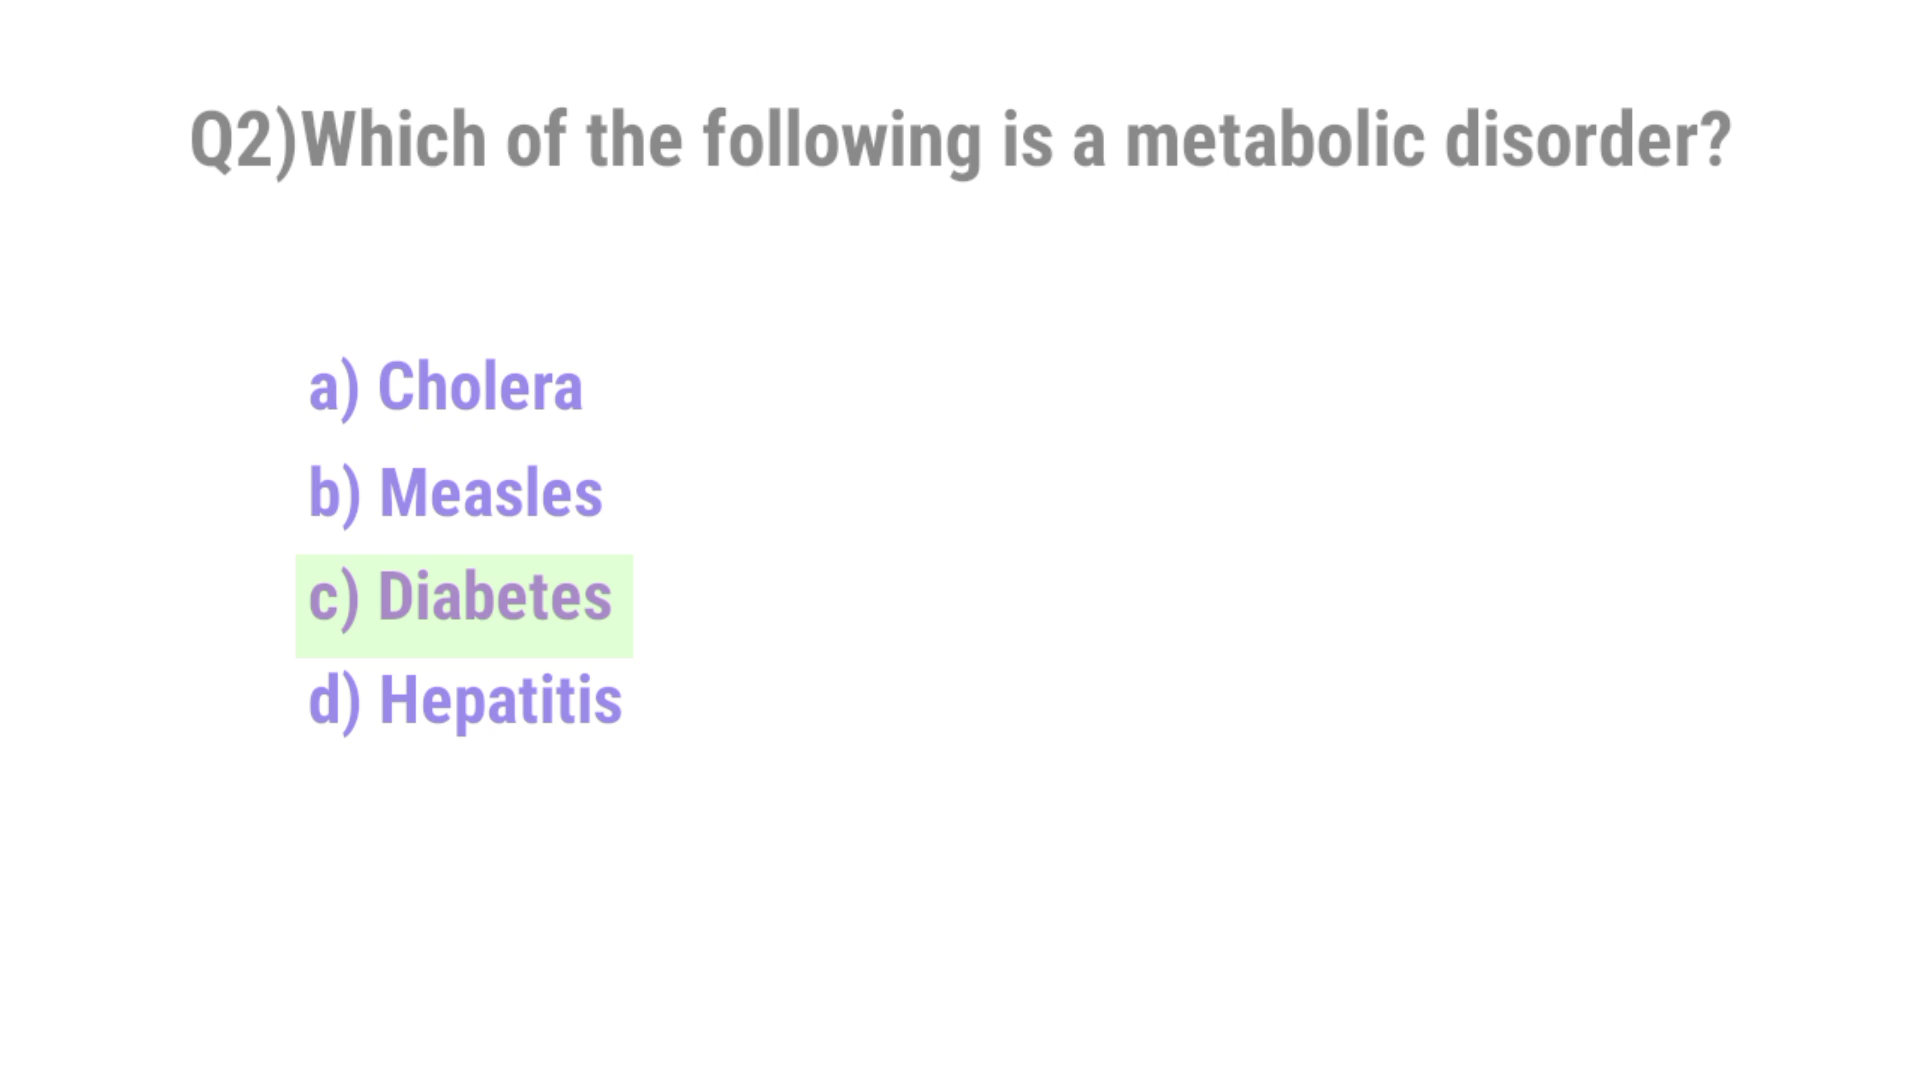 Q2)Which of the following is a metabolic disorder?
a) Cholera
b) Measles
c) Diabetes
d) Hepatitis